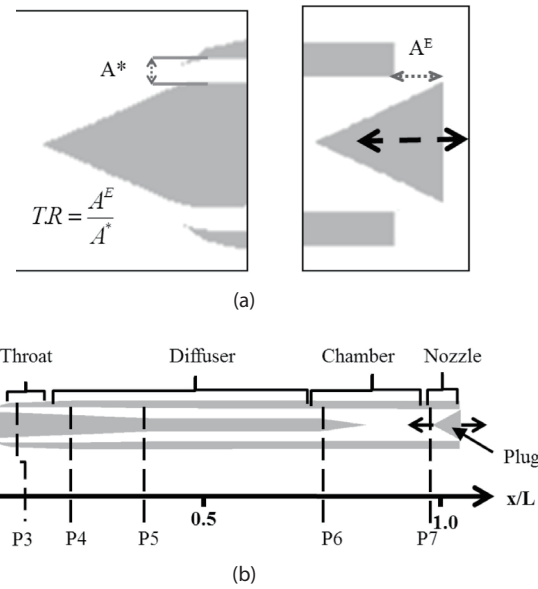 A*
A^E
T.R = A^E / A^*
(a)
Throat Diffuser Chamber Nozzle
Plug
x/L
0.5 1.0
P3 P4 P5 P6 P7
(b)